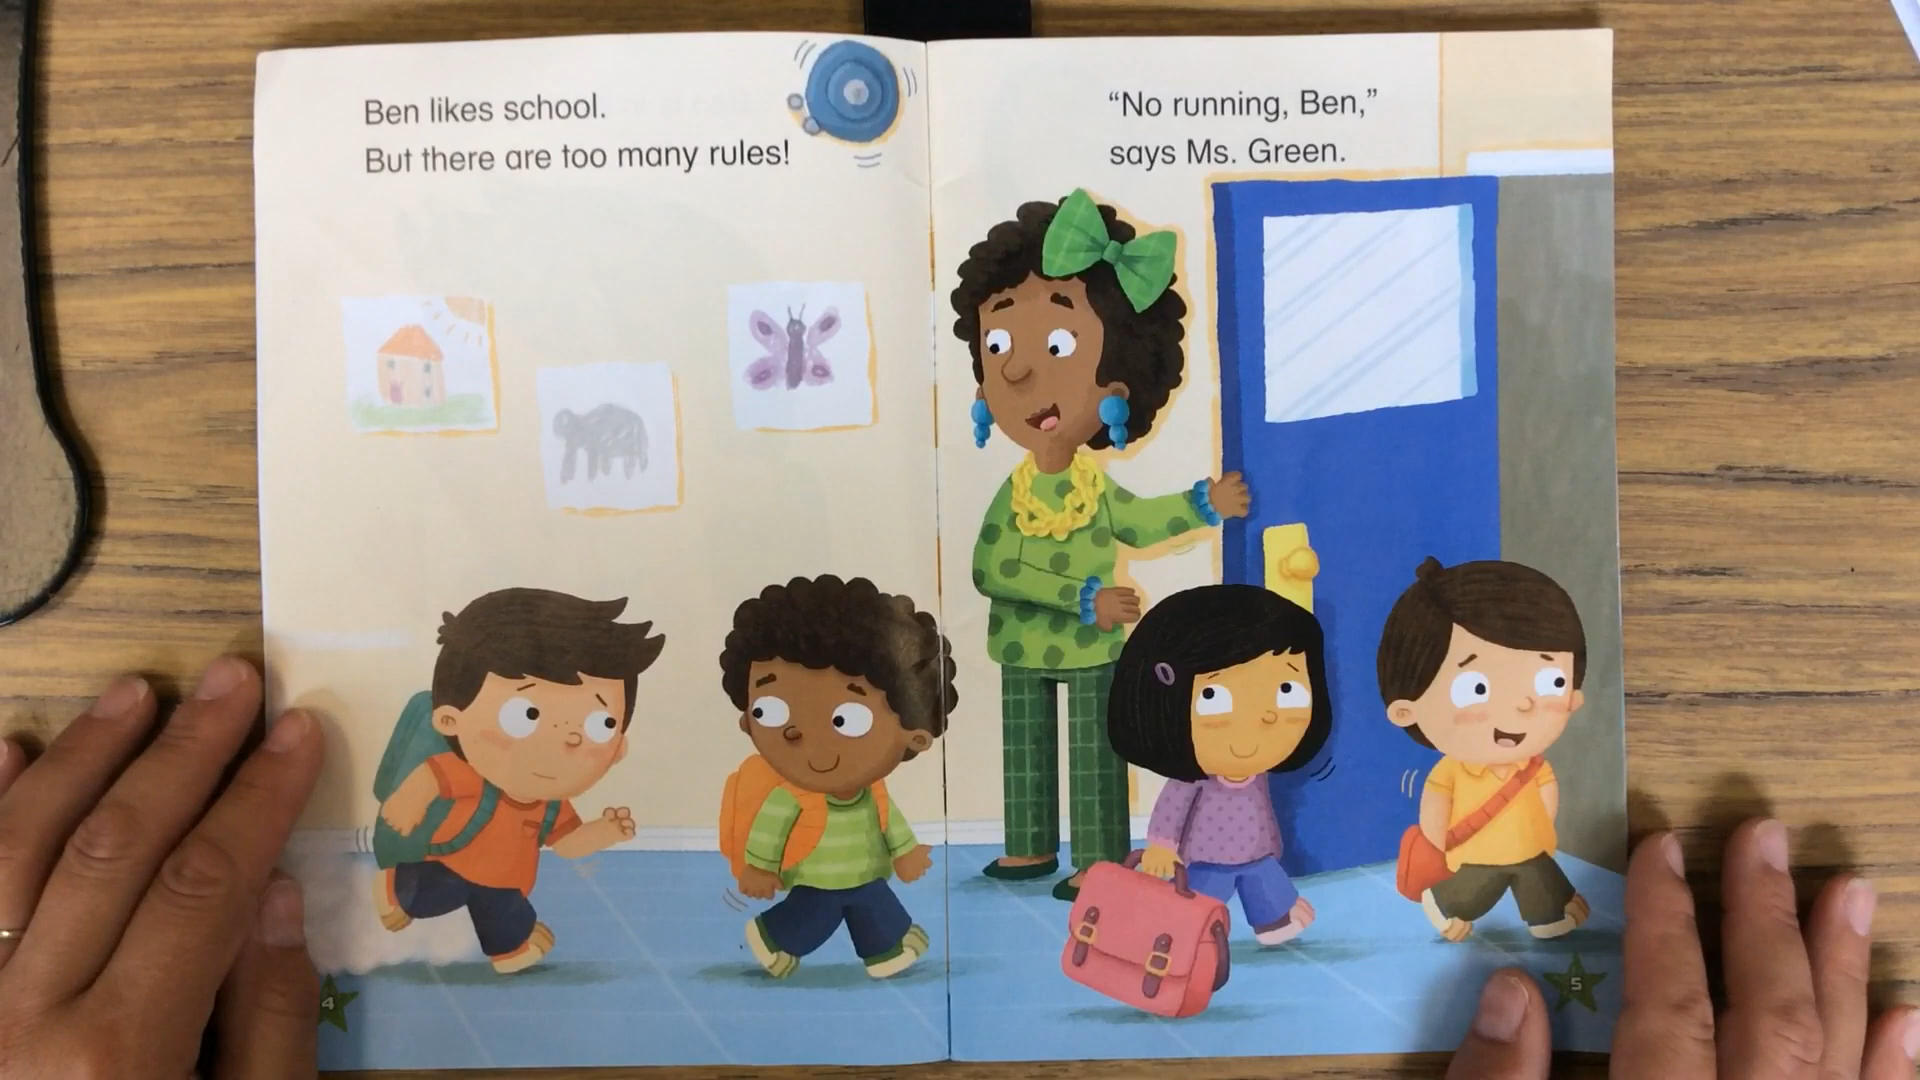 Ben likes school.
But there are too many rules!
“No running, Ben,”
says Ms. Green.
4
5